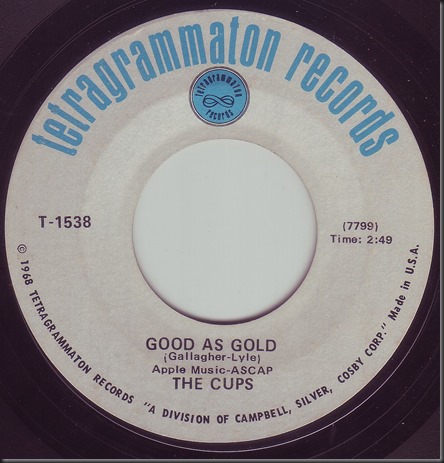 tetragrammaton records
tetragrammaton
records
T-1538
(7799)
Time: 2:49
GOOD AS GOLD
(Gallagher-Lyle)
Apple Music-ASCAP
THE CUPS
© 1968 TETRAGRAMMATON RECORDS "A DIVISION OF CAMPBELL, SILVER, COSBY CORP." Made in U.S.A.